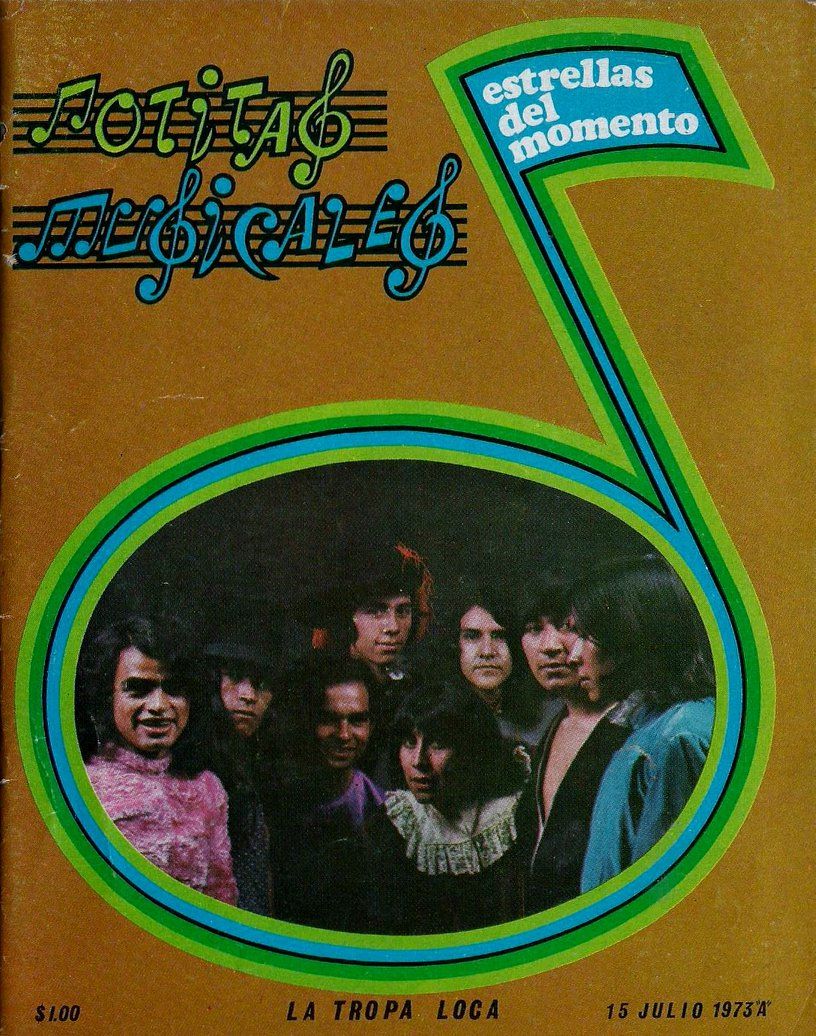 NOTITAS
MUSICALES
estrellas
del
momento
$1.00
LA TROPA LOCA
15 JULIO 1973 "A"